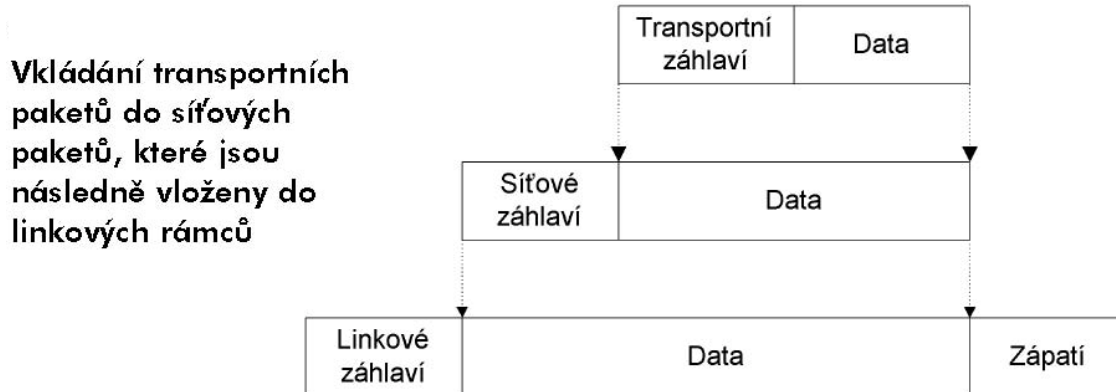 Vkládání transportních
paketů do síťových
paketů, které jsou
následně vloženy do
linkových rámců
Transportní
záhlaví
Data
Síťové
záhlaví
Data
Linkové
záhlaví
Data
Zápatí